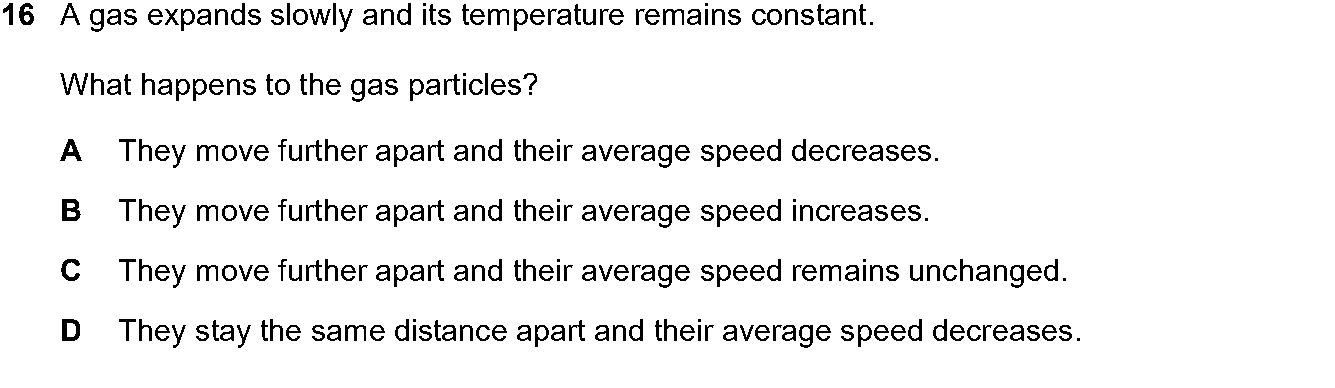 16 A gas expands slowly and its temperature remains constant.
What happens to the gas particles?
A They move further apart and their average speed decreases.
B They move further apart and their average speed increases.
C They move further apart and their average speed remains unchanged.
D They stay the same distance apart and their average speed decreases.